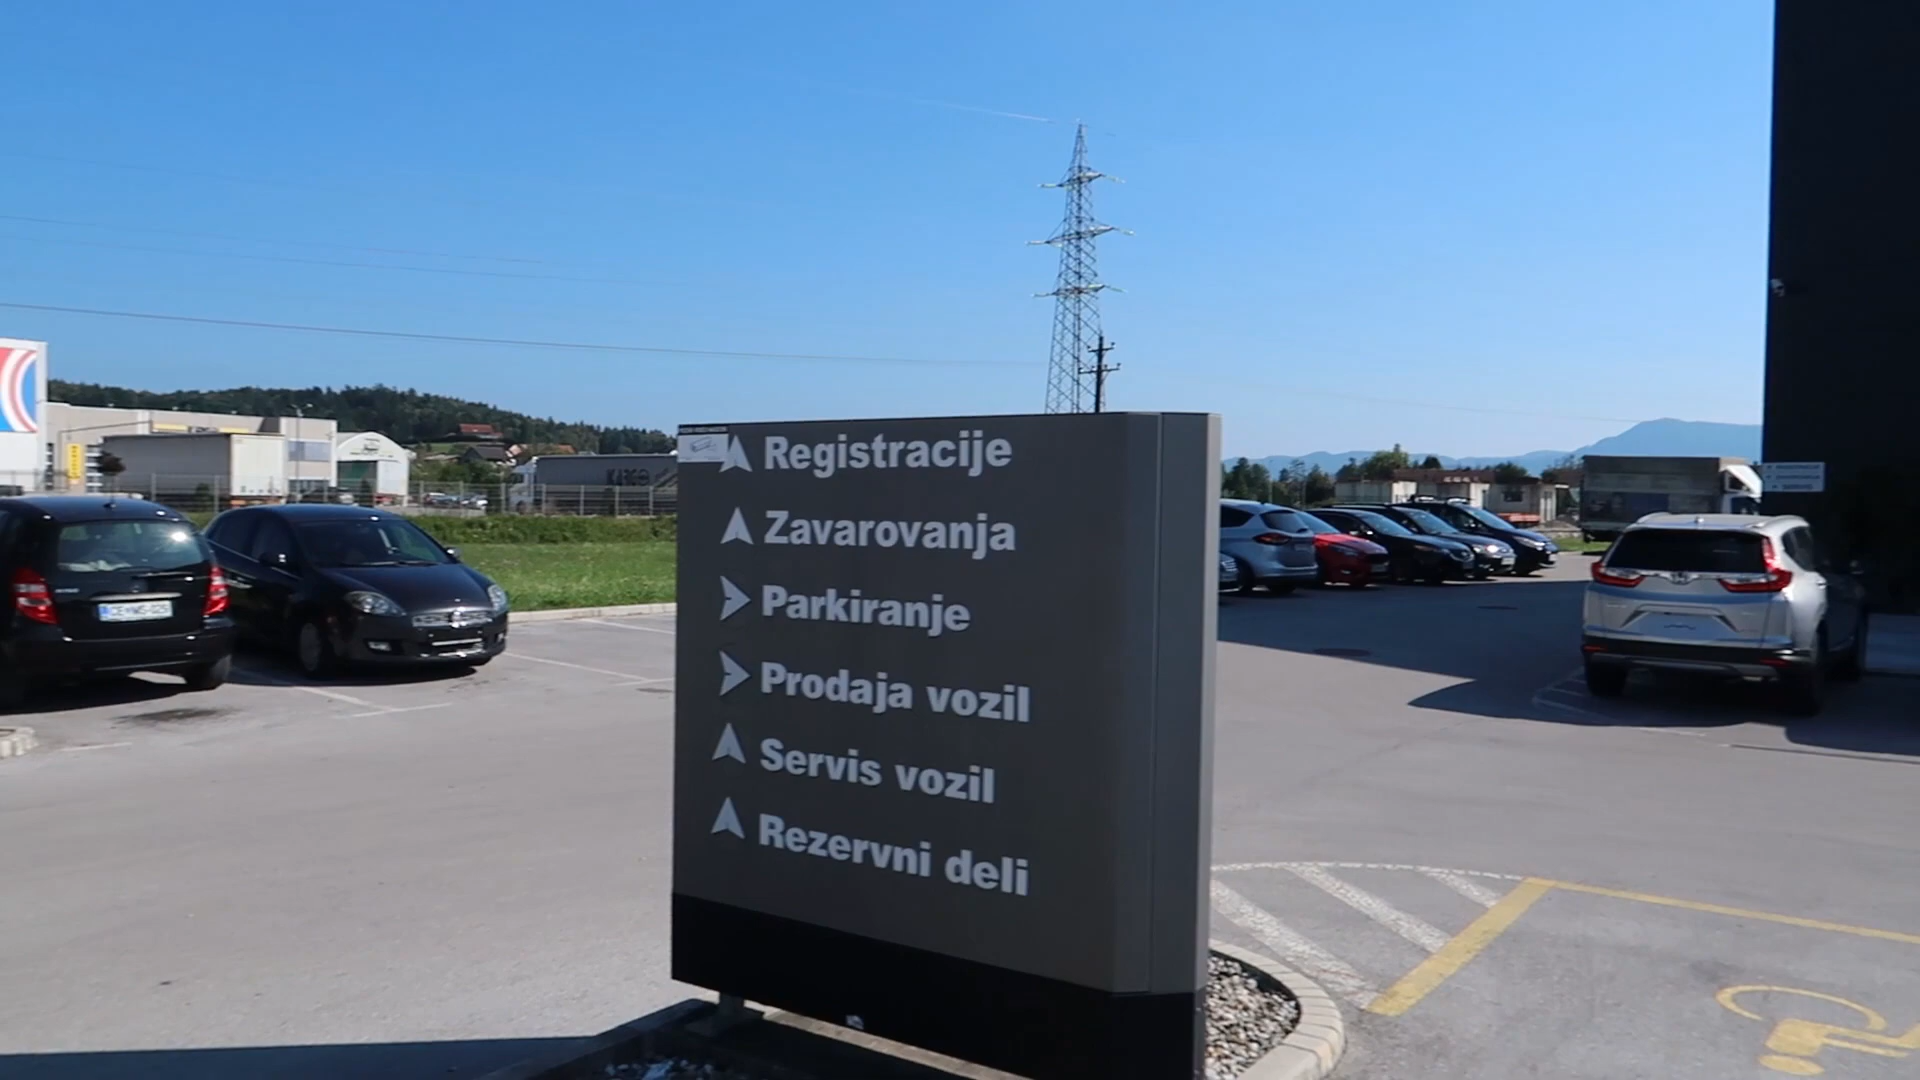 Registracije
Zavarovanja
Parkiranje
Prodaja vozil
Servis vozil
Rezervni deli